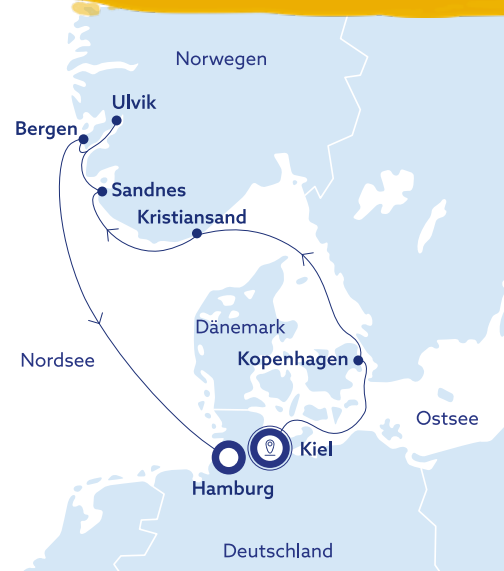 Norwegen
Ulvik
Bergen
Sandnes
Kristiansand
Dänemark
Nordsee
Kopenhagen
Ostsee
Kiel
Hamburg
Deutschland